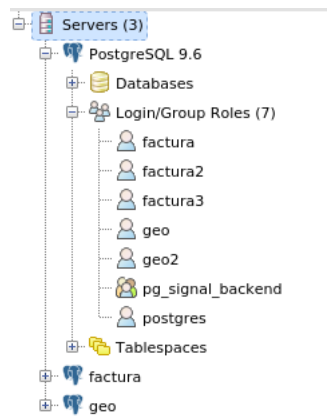 Servers (3)
PostgreSQL 9.6
Databases
Login/Group Roles (7)
factura
factura2
factura3
geo
geo2
pg_signal_backend
postgres
Tablespaces
factura
geo